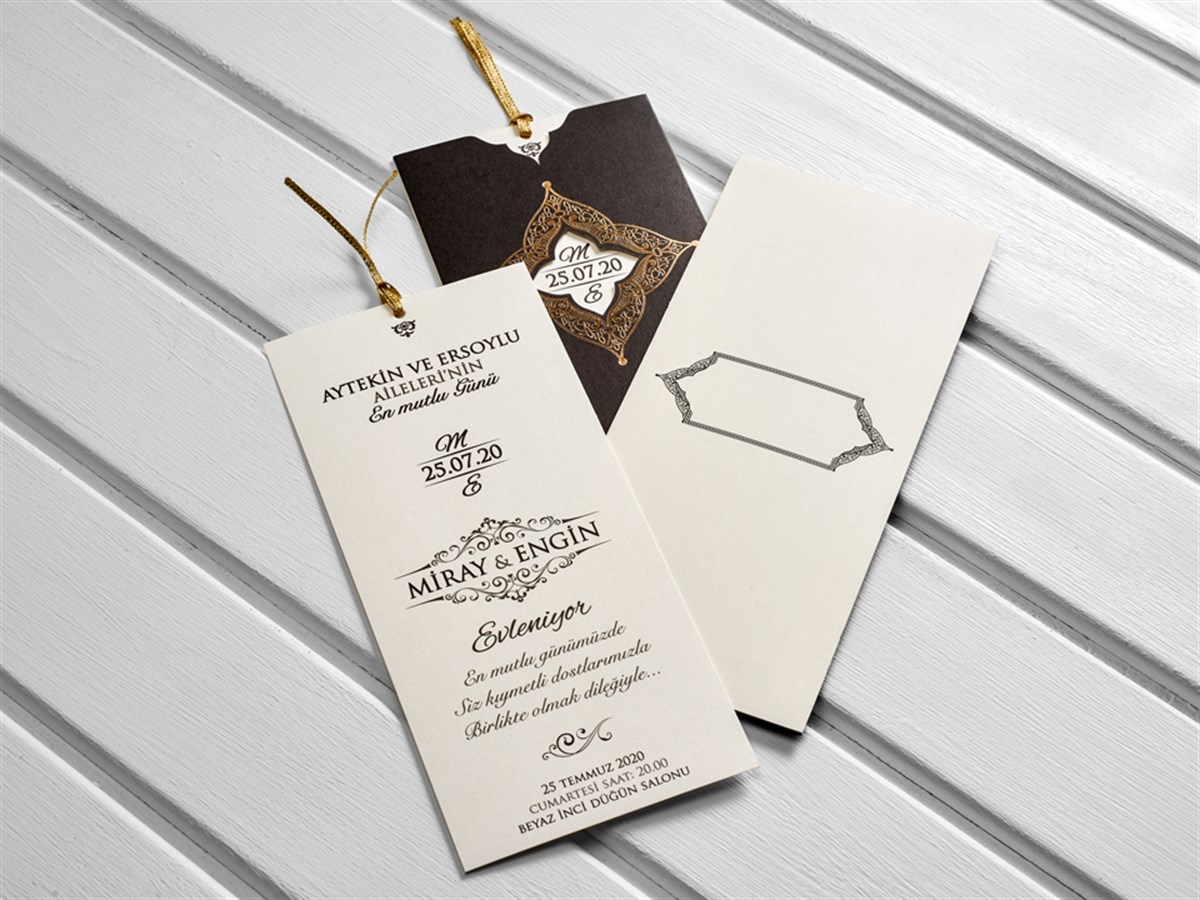 AYTEKİN VE ERSOYLU
AİLELERİ'NİN
En mutlu Günü
M
25.07.20
E
MİRAY & ENGİN
Evleniyor
En mutlu günümüzde
Siz kıymetli dostlarımızla
Birlikte olmak dileğiyle...
25 TEMMUZ 2020
CUMARTESİ SAAT: 20.00
BEYAZ İNCİ DÜĞÜN SALONU
M
25.07.20
E